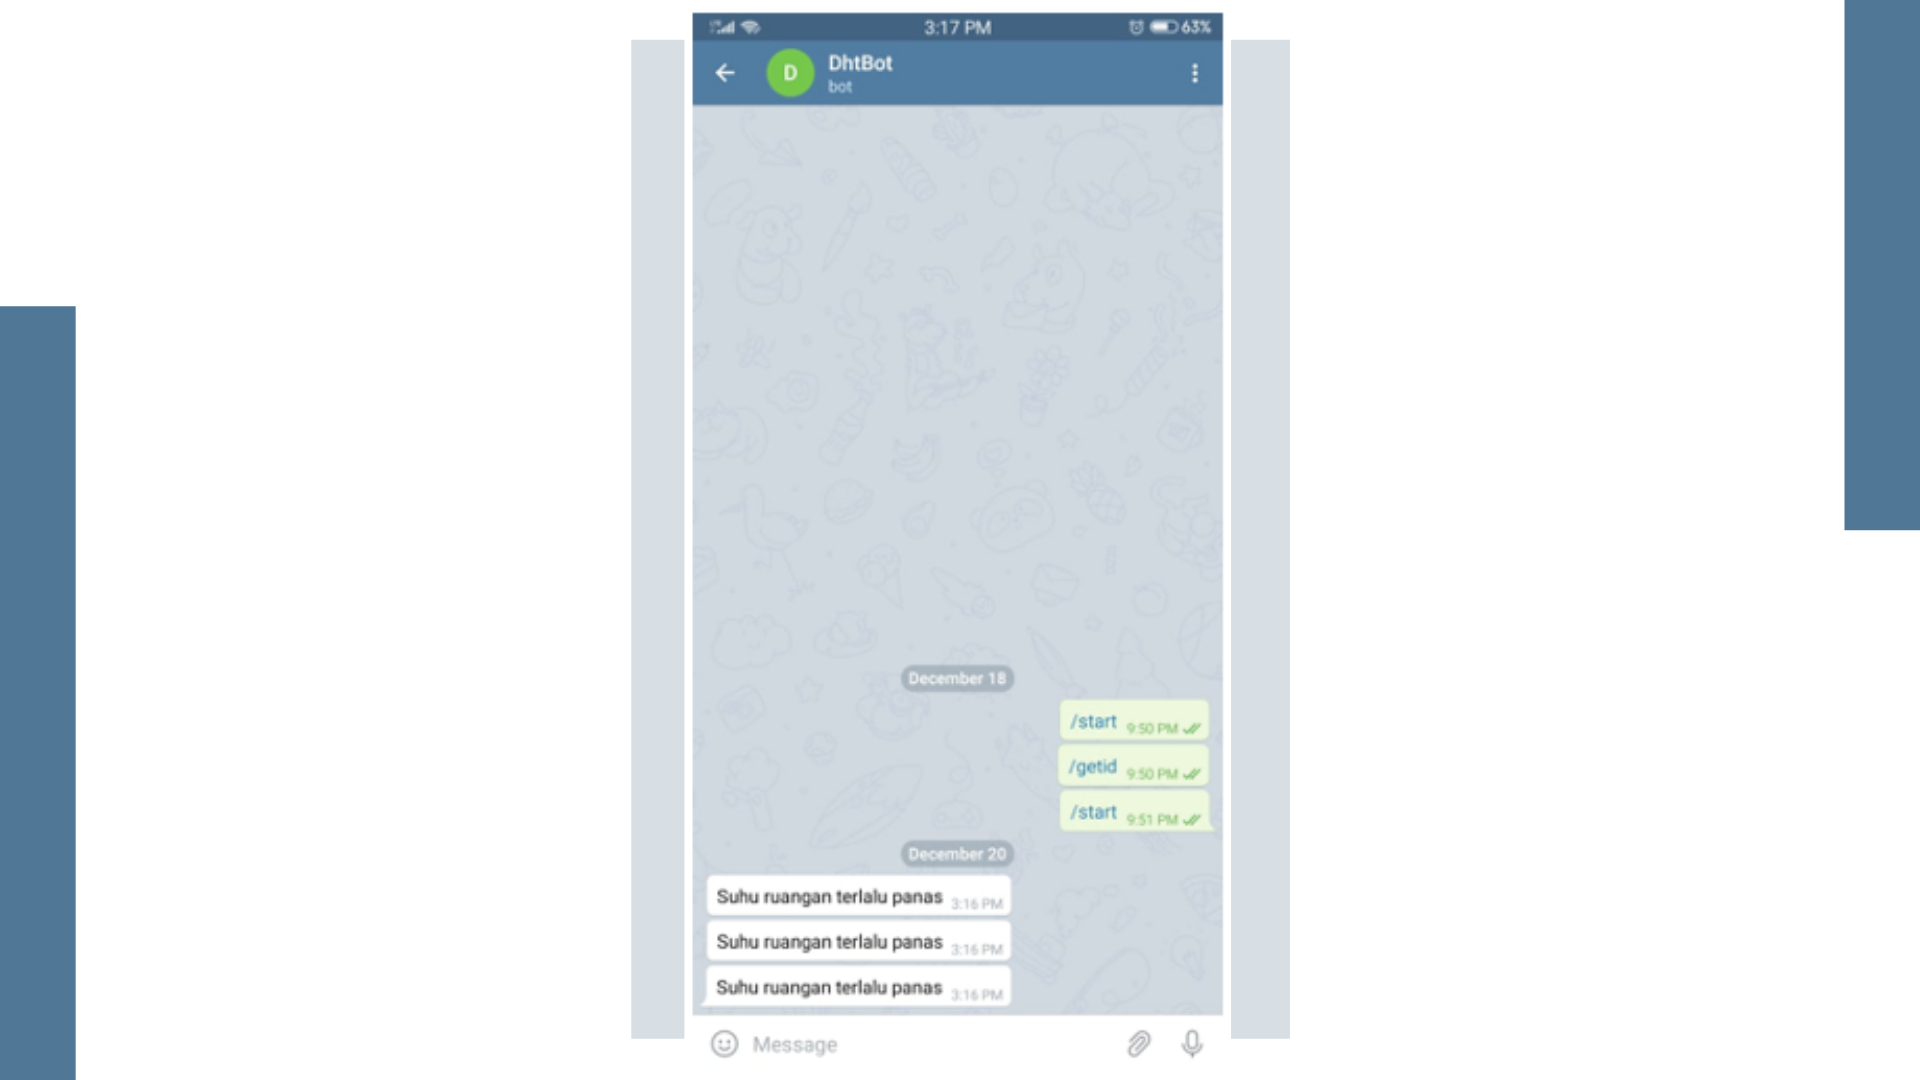 3:17 PM
63%
D
DhtBot
bot
December 18
/start 9:50 PM
/getid 9:50 PM
/start 9:51 PM
December 20
Suhu ruangan terlalu panas 3:16 PM
Suhu ruangan terlalu panas 3:16 PM
Suhu ruangan terlalu panas 3:16 PM
Message